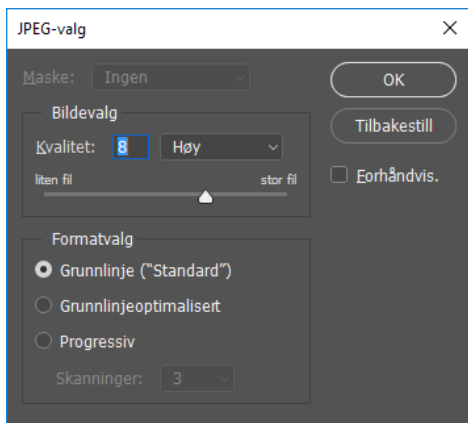 JPEG-valg
Maske: Ingen
OK
Bildevalg
Tilbakestill
Kvalitet: 8 Høy
Forhåndvis.
liten fil stor fil
Formatvalg
Grunnlinje ("Standard")
Grunnlinjeoptimalisert
Progressiv
Skanninger: 3